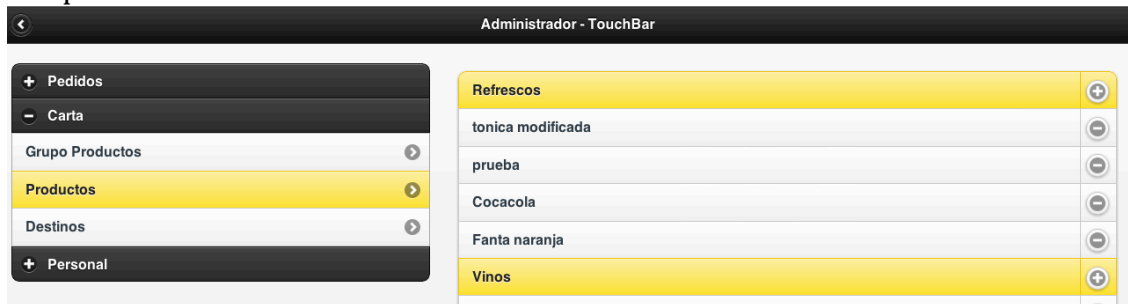 Administrador - TouchBar
Pedidos
Carta
Grupo Productos
Productos
Destinos
Personal
Refrescos
tonica modificada
prueba
Cocacola
Fanta naranja
Vinos